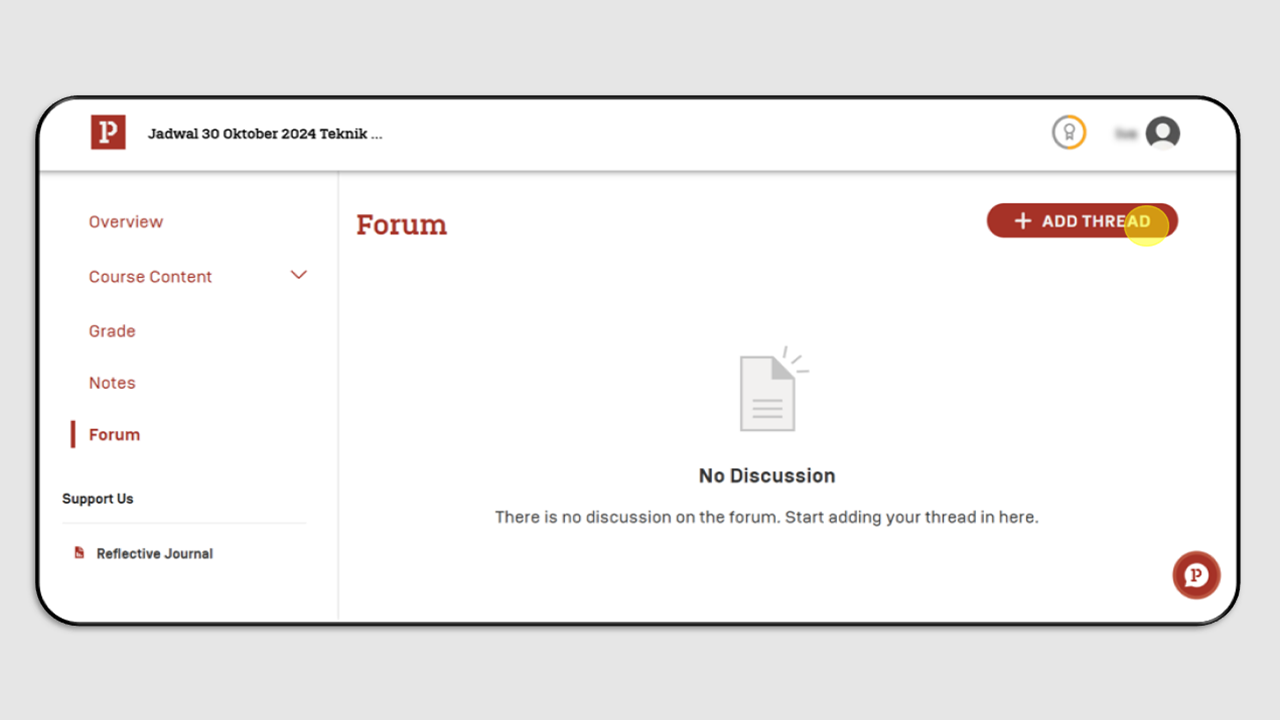 P
Jadwal 30 Oktober 2024 Teknik ...
Overview
Course Content
Grade
Notes
Forum
Support Us
Reflective Journal
Forum
+ ADD THREAD
No Discussion
There is no discussion on the forum. Start adding your thread in here.
P